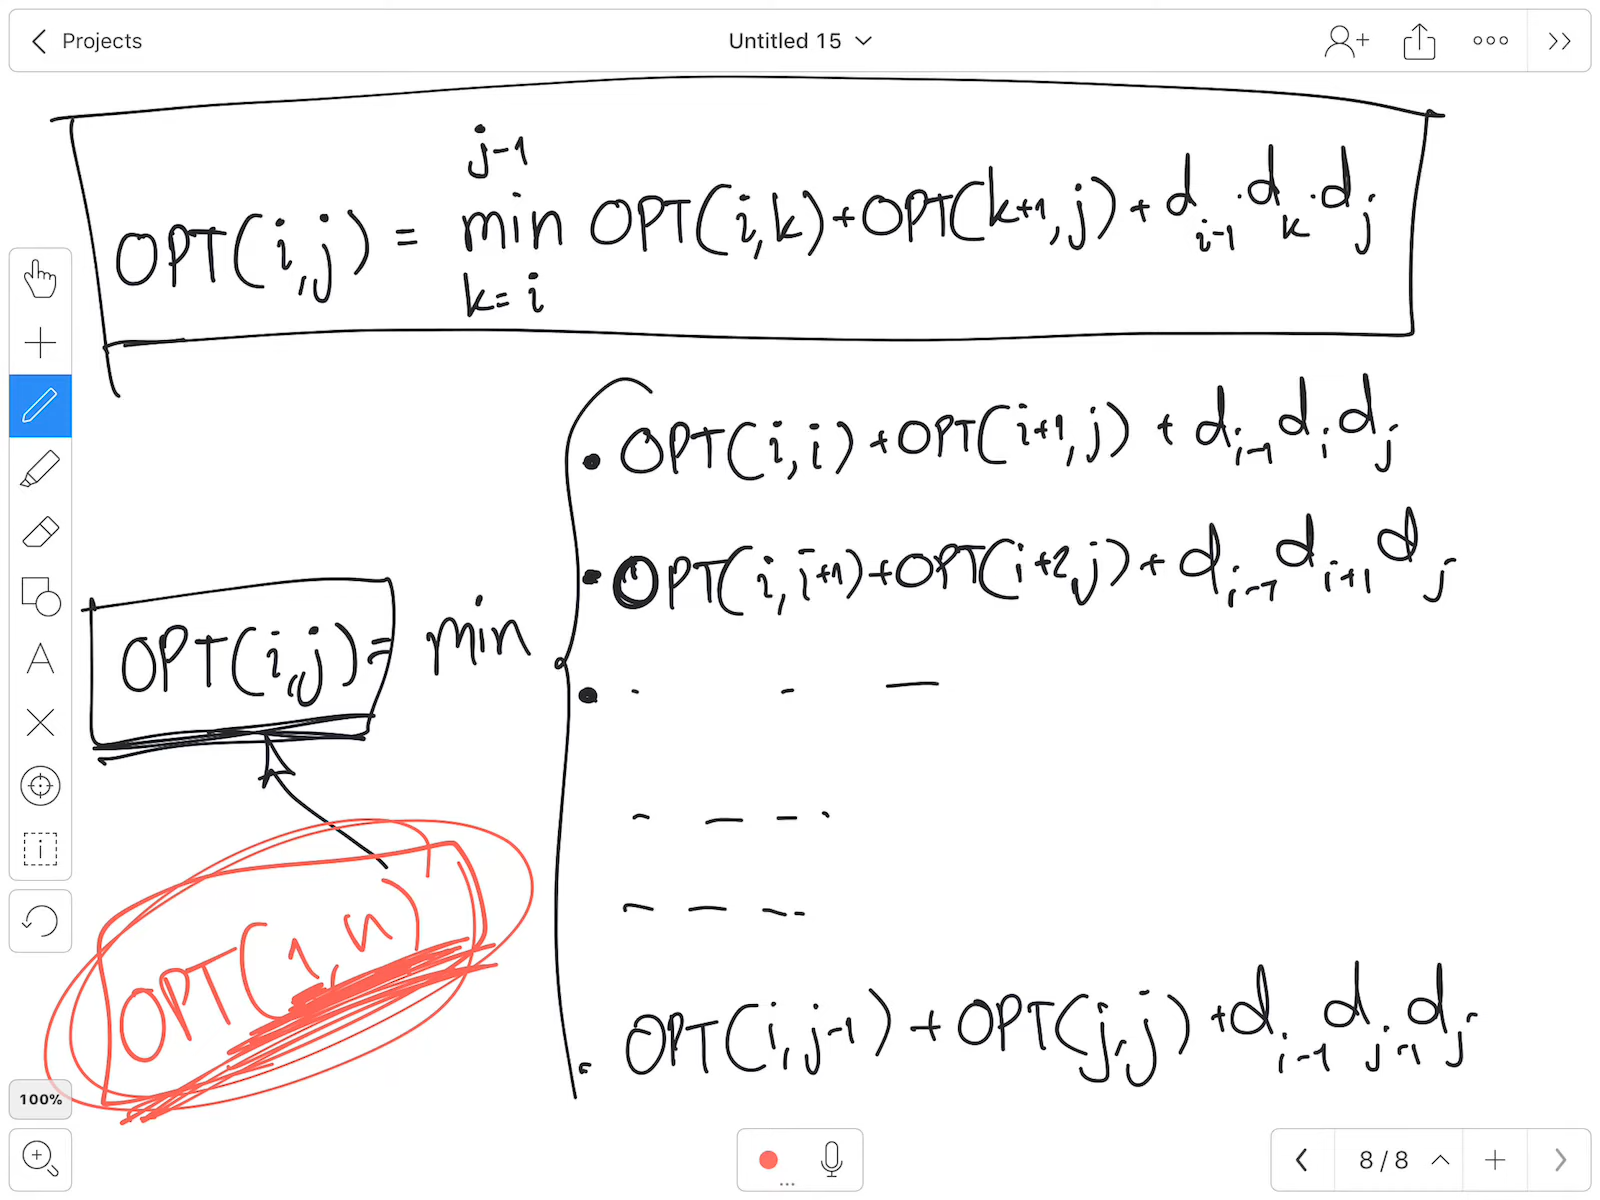 Projects
Untitled 15
j-1
OPT(i,j) = min OPT(i,k)+OPT(k+1,j) + d_{i-1}·d_k·d_j
k=i
OPT(i,i)+OPT(i+1,j) + d_{i-1} d_i d_j
OPT(i,i+1)+OPT(i+2,j)+ d_{i-1} d_{i+1} d_j
OPT(i,j)= min
OPT(1,n)
OPT(i,j-1) + OPT(j,j) + d_{i-1} d_{j-1} d_j
A
100%
8/8